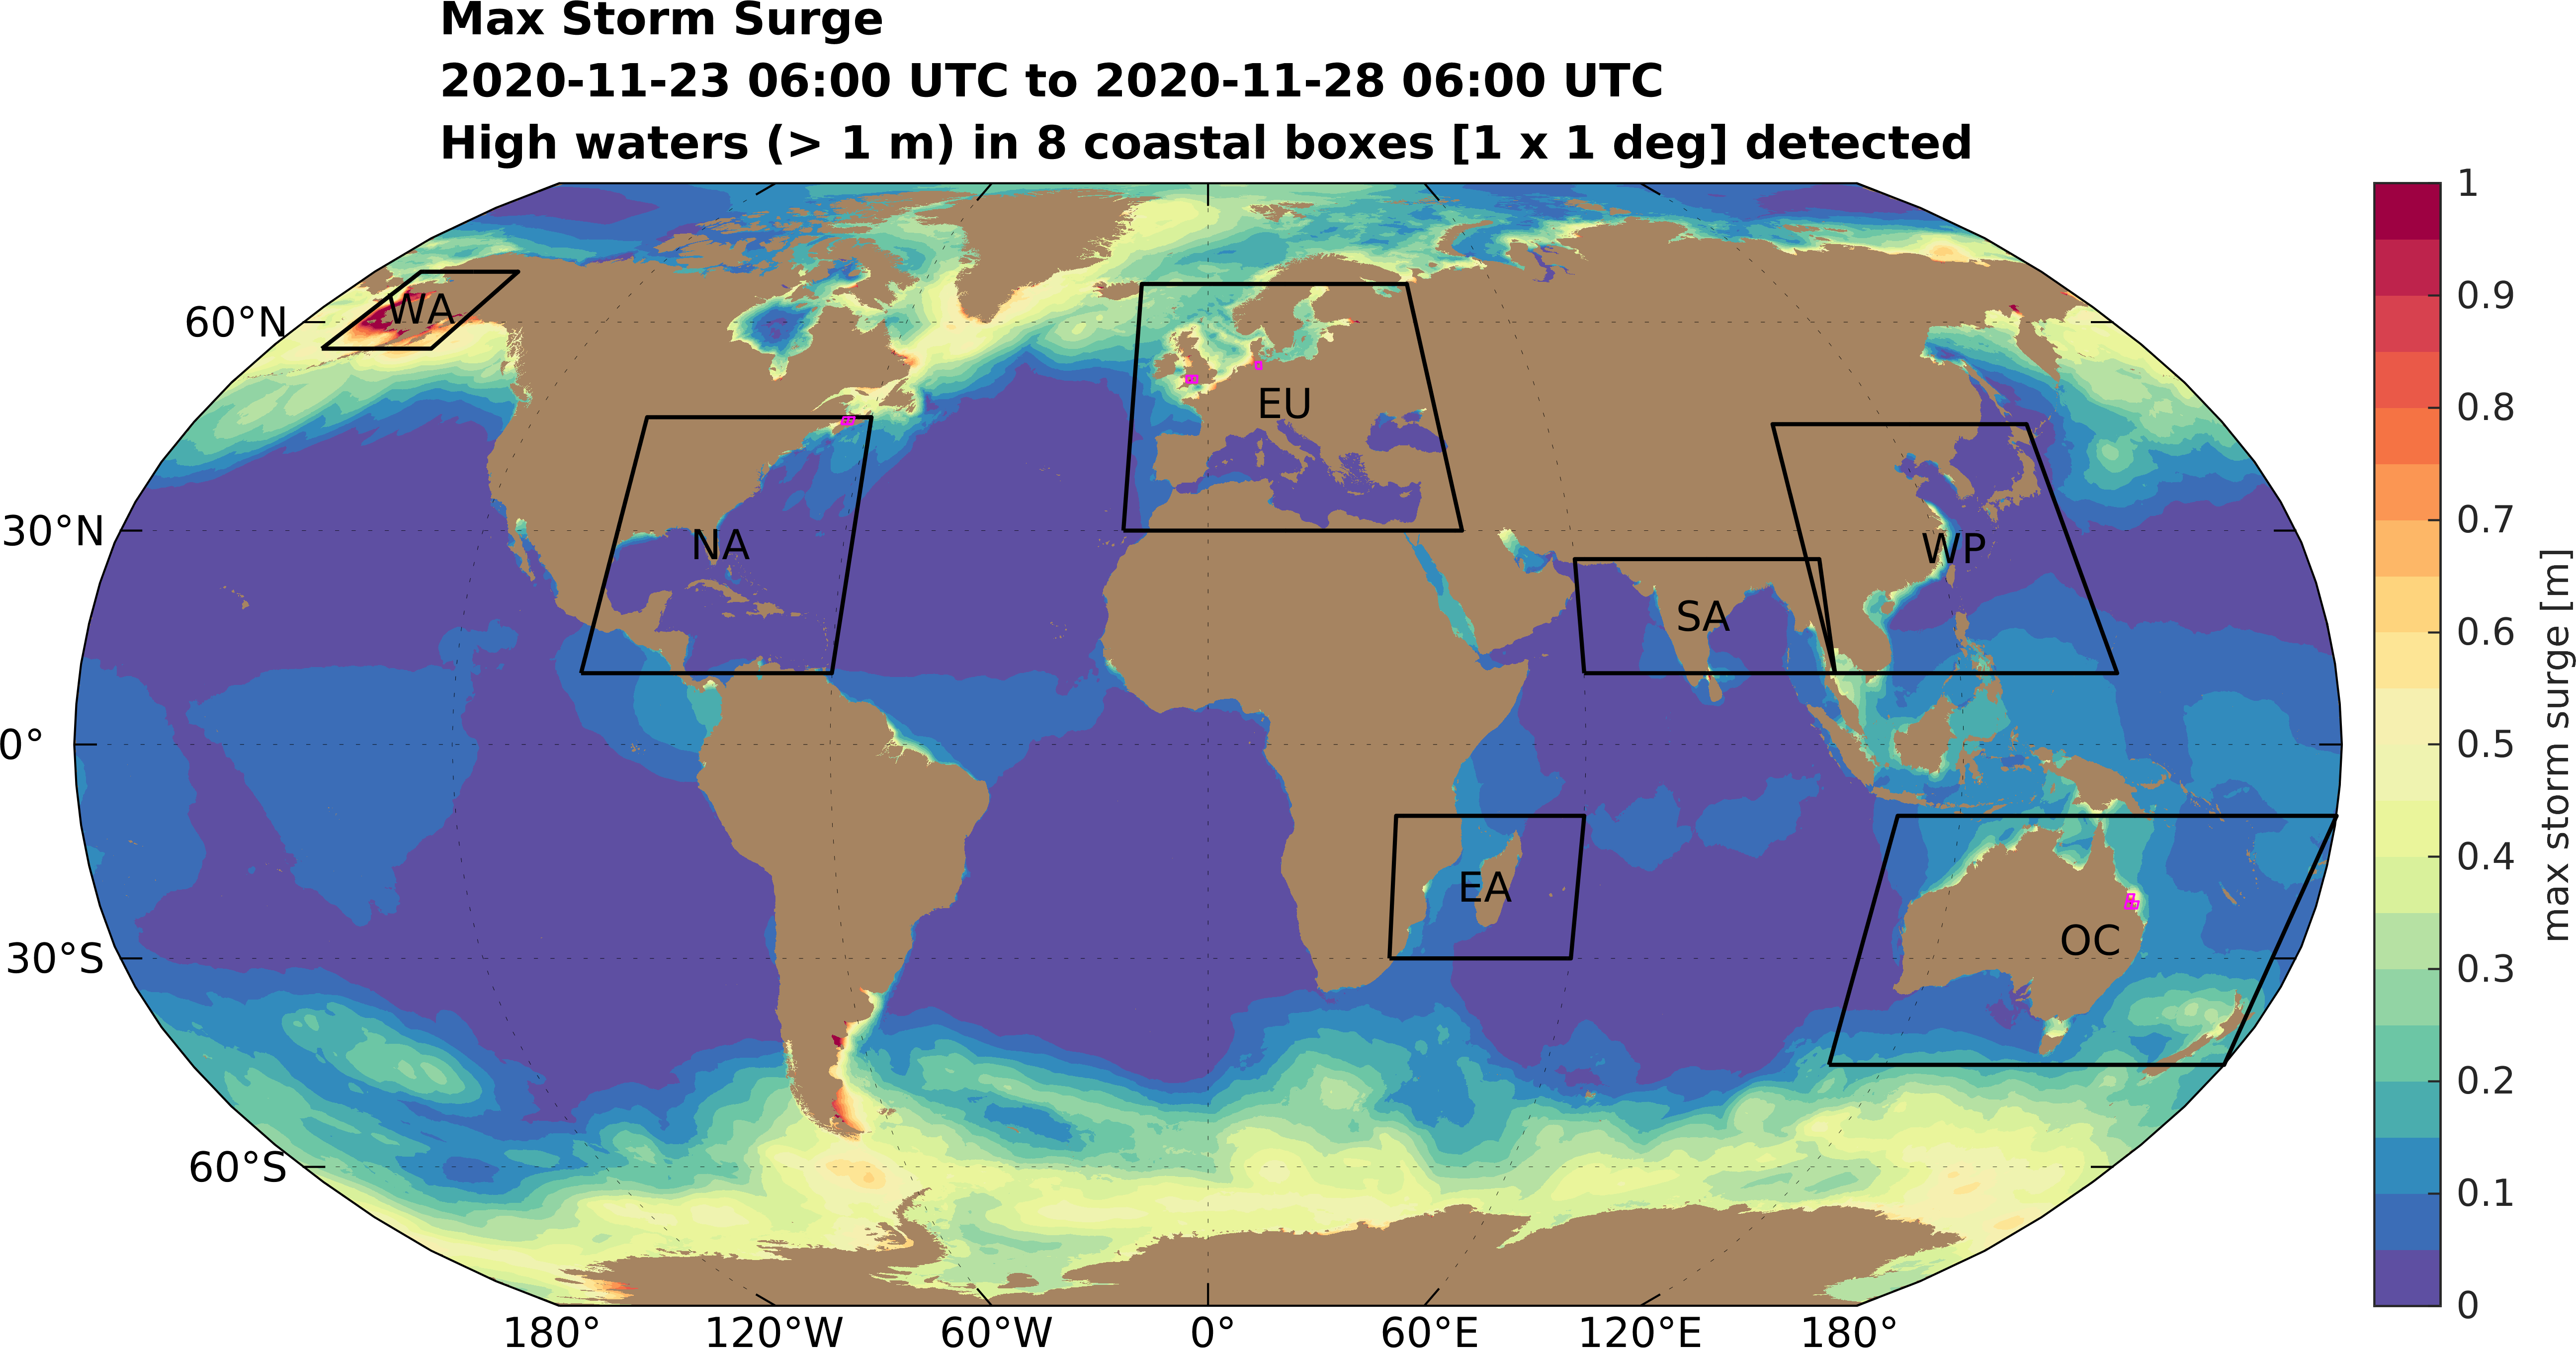 Max Storm Surge
2020-11-23 06:00 UTC to 2020-11-28 06:00 UTC
High waters (> 1 m) in 8 coastal boxes [1 x 1 deg] detected
60°N
30°N
0°
30°S
60°S
180°
120°W
60°W
0°
60°E
120°E
180°
WA
NA
EU
SA
WP
EA
OC
1
0.9
0.8
0.7
0.6
0.5
0.4
0.3
0.2
0.1
0
max storm surge [m]